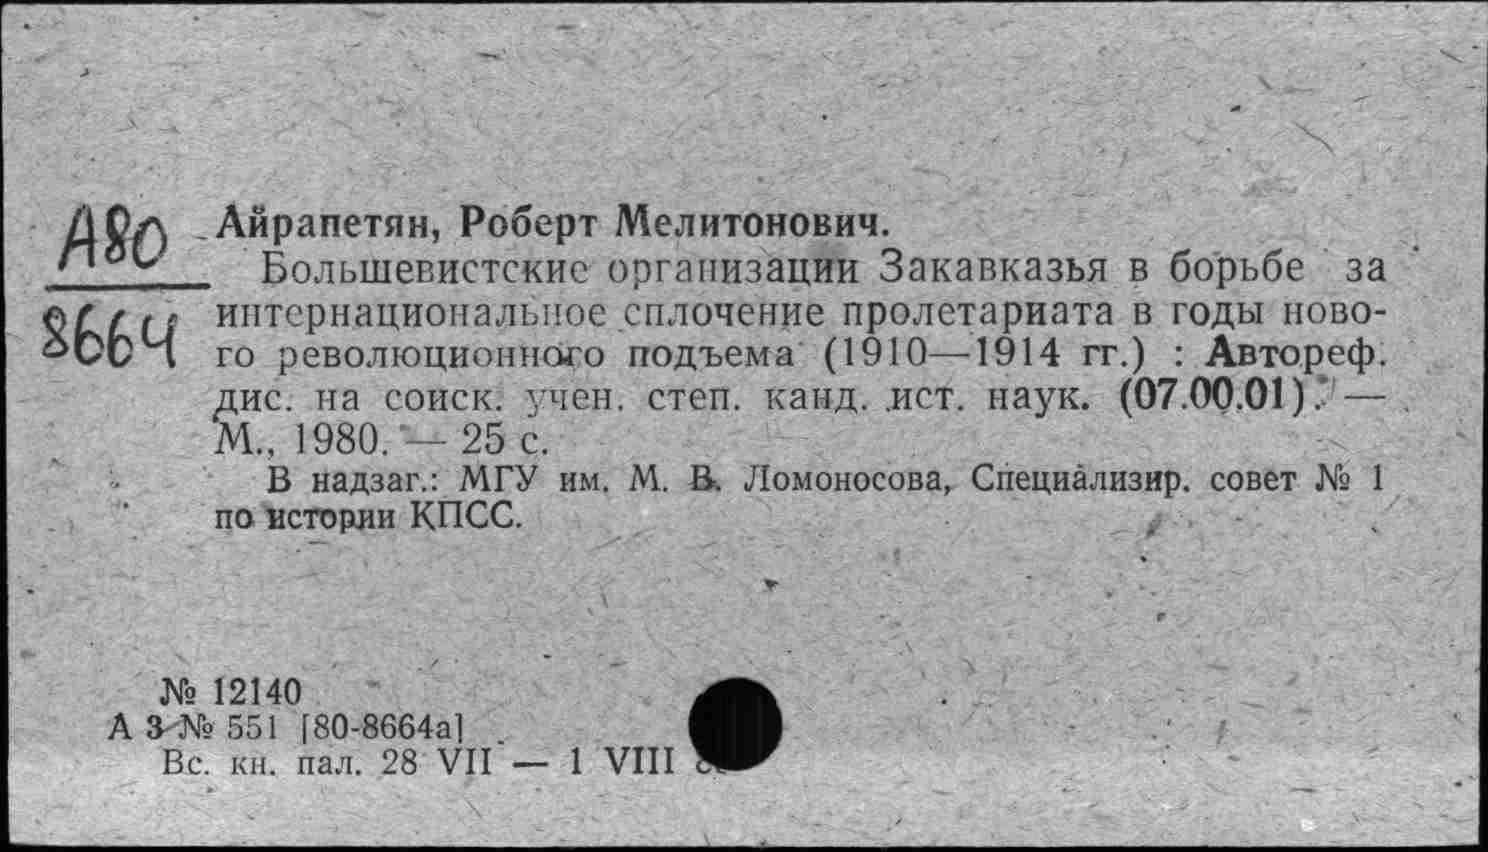 А80
8664
Айрапетян, Роберт Мелитонович.
Большевистские организации Закавказья в борьбе за
интернациональное сплочение пролетариата в годы ново-
го революционного подъема (1910—1914 гг.) : Автореф.
дис. на соиск. учен. степ. канд. ист. наук. (07.00.01). —
М., 1980. — 25 с.
В надзаг.: МГУ им. М. В. Ломоносова, Специализир. совет № 1
по истории КПСС.
№ 12140
А 3 № 551 [80-8664а]
Вс. кн. пал. 28 VII — 1 VIII